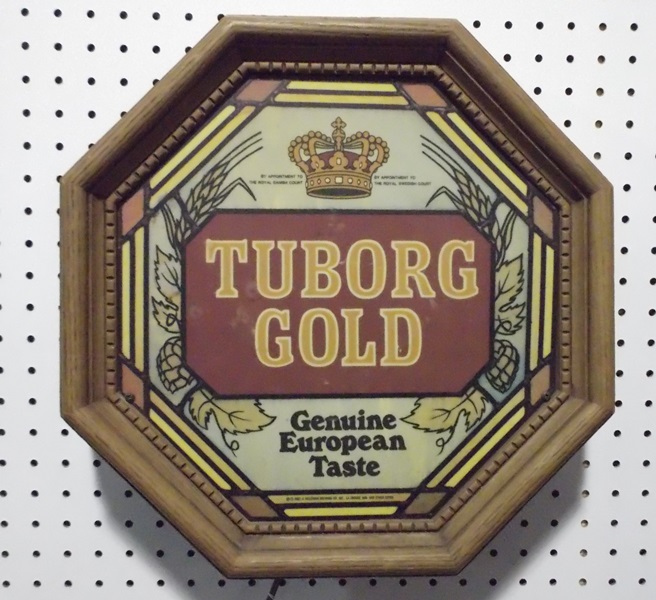 BY APPOINTMENT TO
THE ROYAL DANISH COURT
BY APPOINTMENT TO
THE ROYAL SWEDISH COURT
TUBORG
GOLD
Genuine
European
Taste